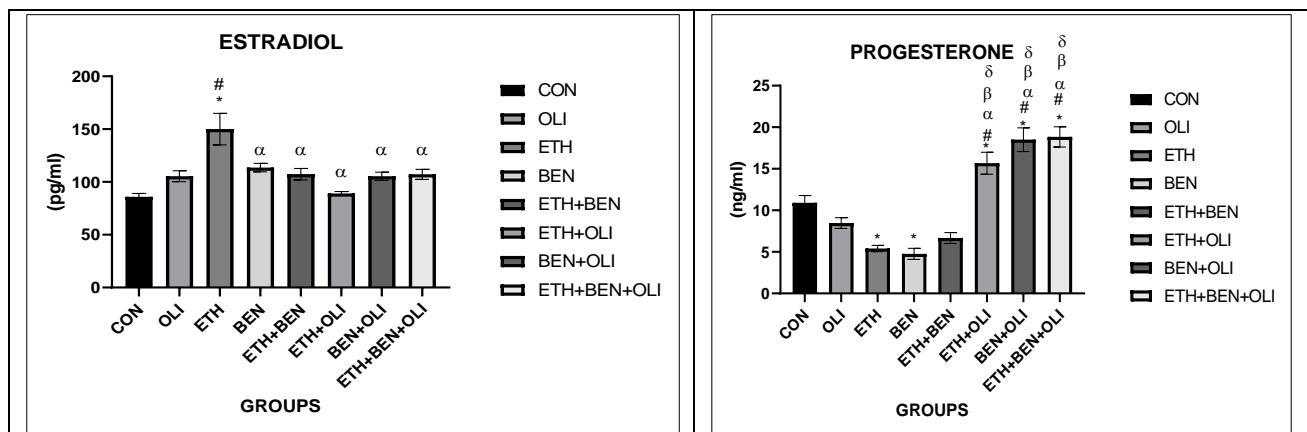 ESTRADIOL
200
150
100
50
0
(pg/ml)
#
*
α
α
α
α
α
CON
OLI
ETH
BEN
ETH+BEN
ETH+OLI
BEN+OLI
ETH+BEN+OLI
GROUPS
CON
OLI
ETH
BEN
ETH+BEN
ETH+OLI
BEN+OLI
ETH+BEN+OLI
PROGESTERONE
25
20
15
10
5
0
(ng/ml)
*
*
δ
β
α
#
*
δ
β
α
#
*
δ
β
α
#
*
CON
OLI
ETH
BEN
ETH+BEN
ETH+OLI
BEN+OLI
ETH+BEN+OLI
GROUPS
CON
OLI
ETH
BEN
ETH+BEN
ETH+OLI
BEN+OLI
ETH+BEN+OLI